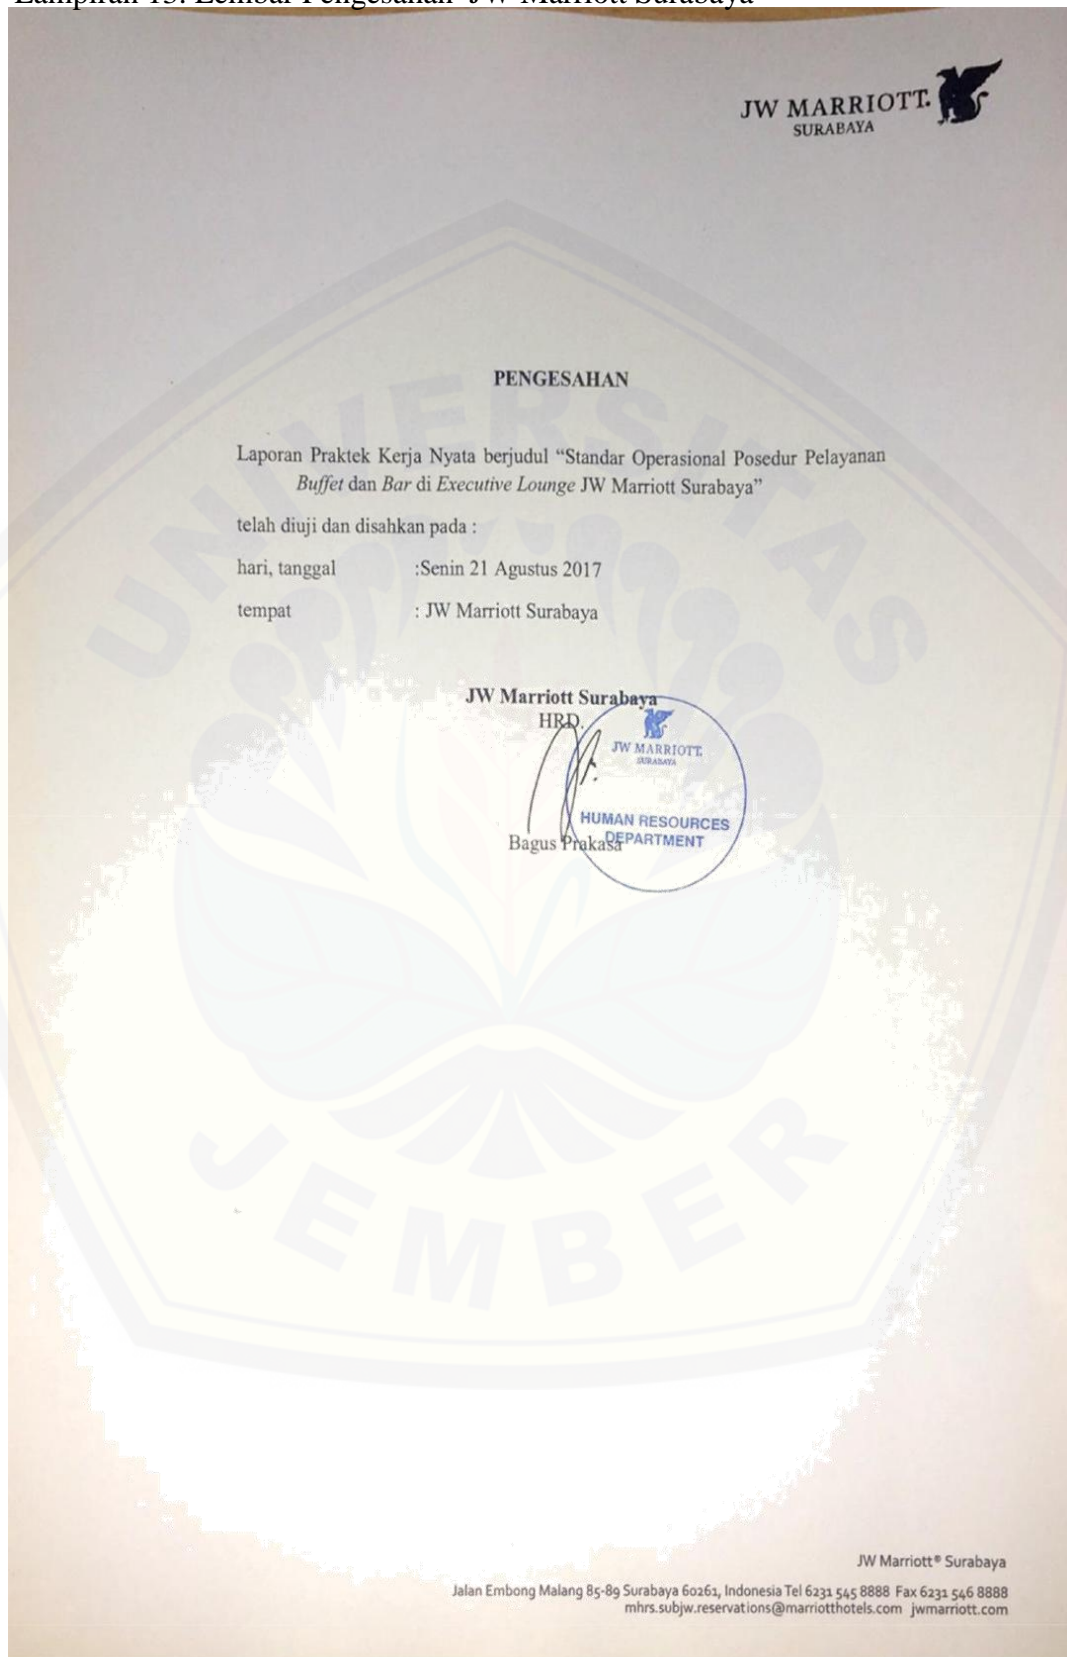 Lampiran 13. Lembar Pengesahan JW Marriott Surabaya
JW MARRIOTT.
SURABAYA
PENGESAHAN
Laporan Praktek Kerja Nyata berjudul “Standar Operasional Posedur Pelayanan
Buffet dan Bar di Executive Lounge JW Marriott Surabaya”
telah diuji dan disahkan pada :
hari, tanggal :Senin 21 Agustus 2017
tempat : JW Marriott Surabaya
JW Marriott Surabaya
HRD.
JW MARRIOTT.
SURABAYA
HUMAN RESOURCES
DEPARTMENT
Bagus Prakasa
UNIVERSITAS
JEMBER
JW Marriott® Surabaya
Jalan Embong Malang 85-89 Surabaya 60261, Indonesia Tel 6231 545 8888 Fax 6231 546 8888
mhrs.subjw.reservations@marriotthotels.com jwmarriott.com